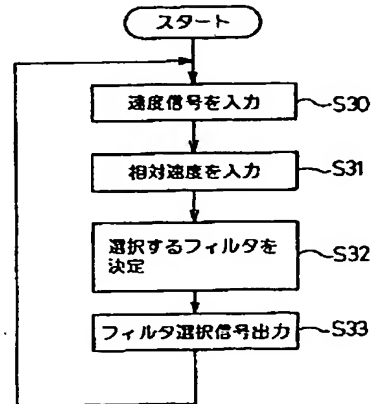 スタート
速度信号を入力
S30
相対速度を入力
S31
選択するフィルタを
決定
S32
フィルタ選択信号出力
S33